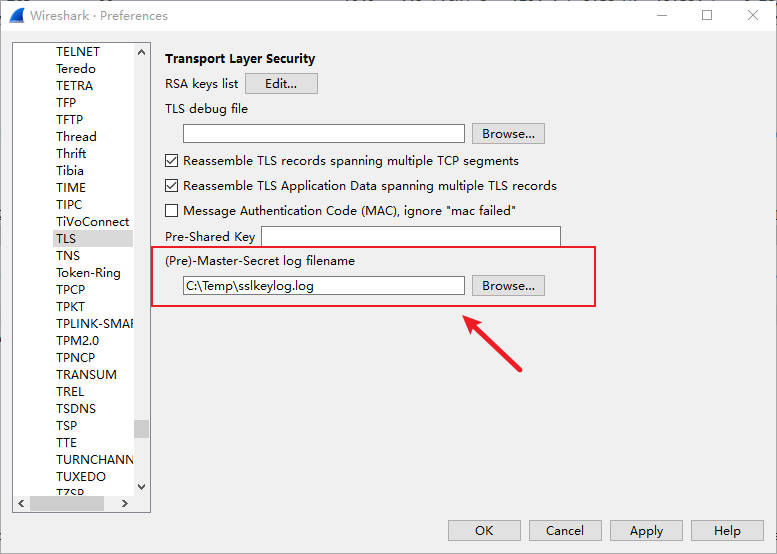 Wireshark · Preferences
TELNET
Teredo
TETRA
TFP
TFTP
Thread
Thrift
Tibia
TIME
TIPC
TiVoConnect
TLS
TNS
Token-Ring
TPCP
TPKT
TPLINK-SMAR
TPM2.0
TPNCP
TRANSUM
TREL
TSDNS
TSP
TTE
TURNCHANN
TUXEDO
TZSP
Transport Layer Security
RSA keys list Edit...
TLS debug file
Browse...
Reassemble TLS records spanning multiple TCP segments
Reassemble TLS Application Data spanning multiple TLS records
Message Authentication Code (MAC), ignore "mac failed"
Pre-Shared Key
(Pre)-Master-Secret log filename
C:\Temp\sslkeylog.log Browse...
OK Cancel Apply Help